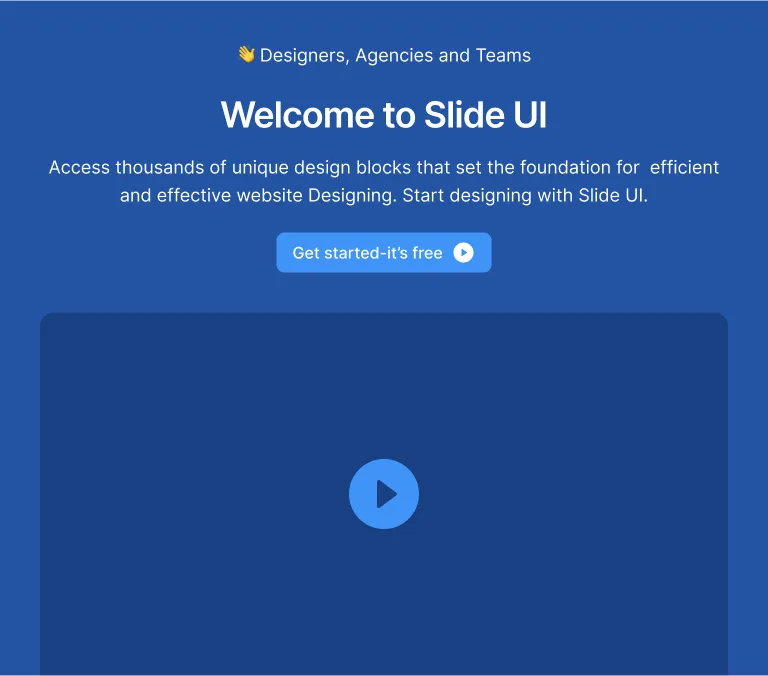 👋 Designers, Agencies and Teams
Welcome to Slide UI
Access thousands of unique design blocks that set the foundation for  efficient
and effective website Designing. Start designing with Slide UI.
Get started-it’s free